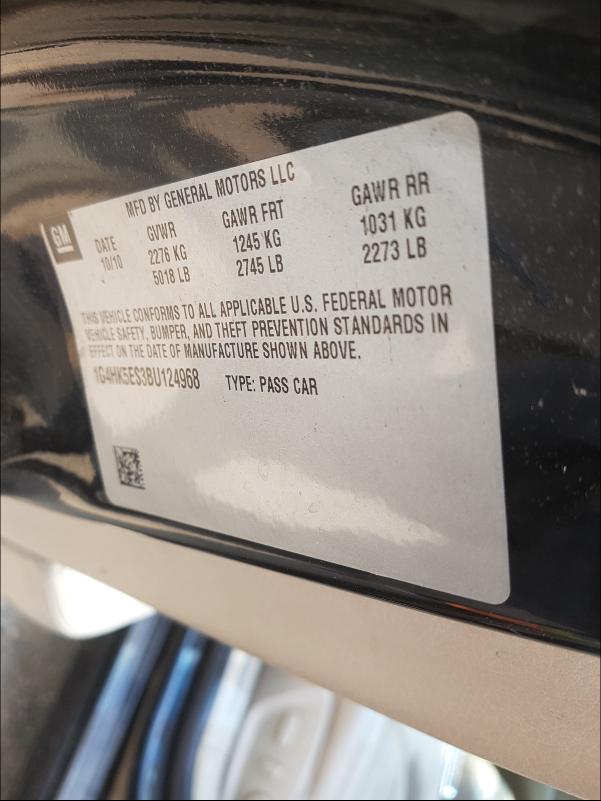 MFD BY GENERAL MOTORS LLC
GM
DATE GVWR GAWR FRT GAWR RR
10/10 2276 KG 1245 KG 1031 KG
5018 LB 2745 LB 2273 LB
THIS VEHICLE CONFORMS TO ALL APPLICABLE U.S. FEDERAL MOTOR
VEHICLE SAFETY, BUMPER, AND THEFT PREVENTION STANDARDS IN
EFFECT ON THE DATE OF MANUFACTURE SHOWN ABOVE.
1G4HK5ES3BU124968 TYPE: PASS CAR